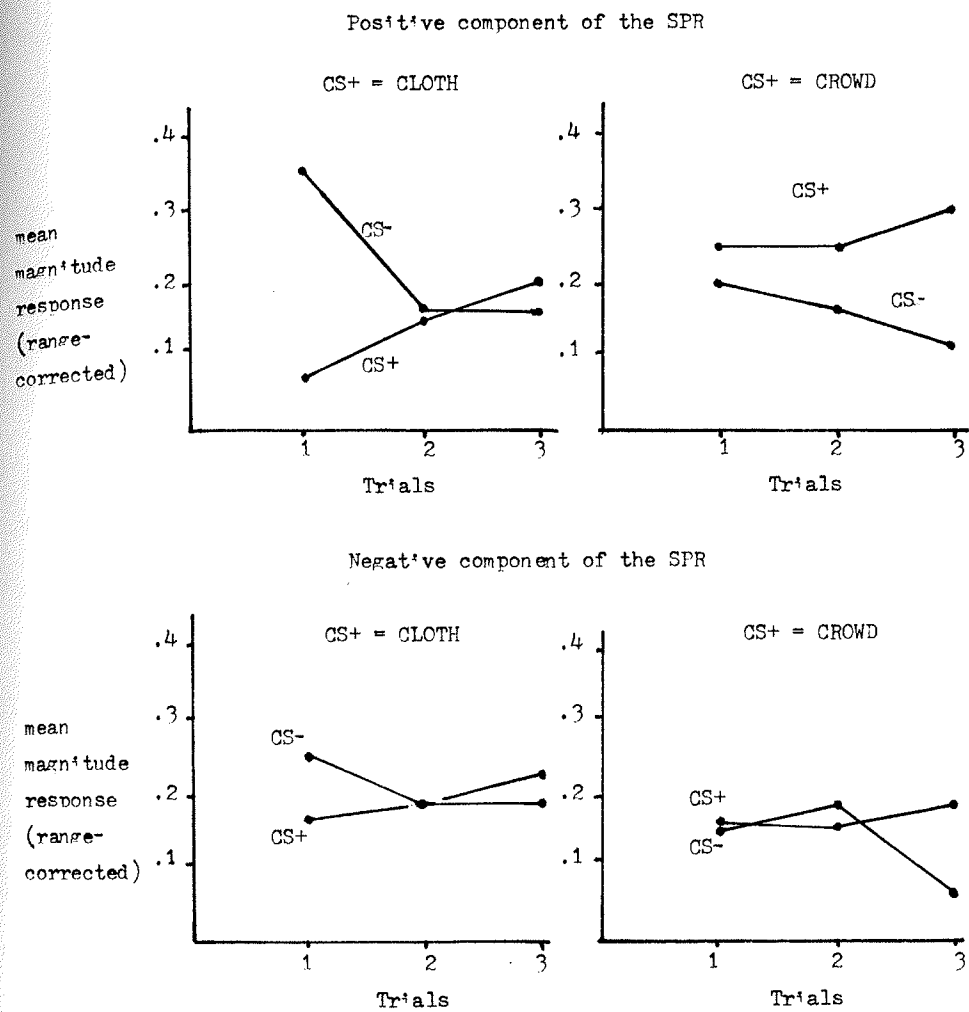 Positive component of the SPR
CS+ = CLOTH
CS+ = CROWD
.4
.3
.2
.1
mean
magnitude
response
(range-
corrected)
CS-
CS+
1 2 3
Trials
.4
.3
.2
.1
CS+
CS-
1 2 3
Trials
Negative component of the SPR
CS+ = CLOTH
CS+ = CROWD
.4
.3
.2
.1
mean
magnitude
response
(range-
corrected)
CS-
CS+
1 2 3
Trials
.4
.3
.2
.1
CS+
CS-
1 2 3
Trials